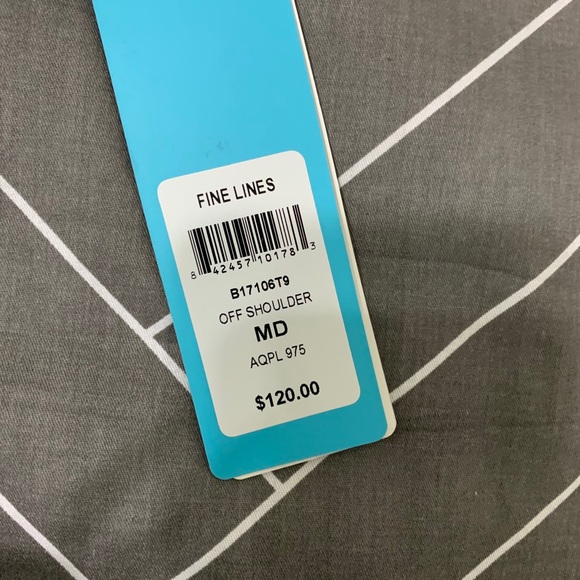 FINE LINES
8 42457 10178 3
B17106T9
OFF SHOULDER
MD
AQPL 975
$120.00